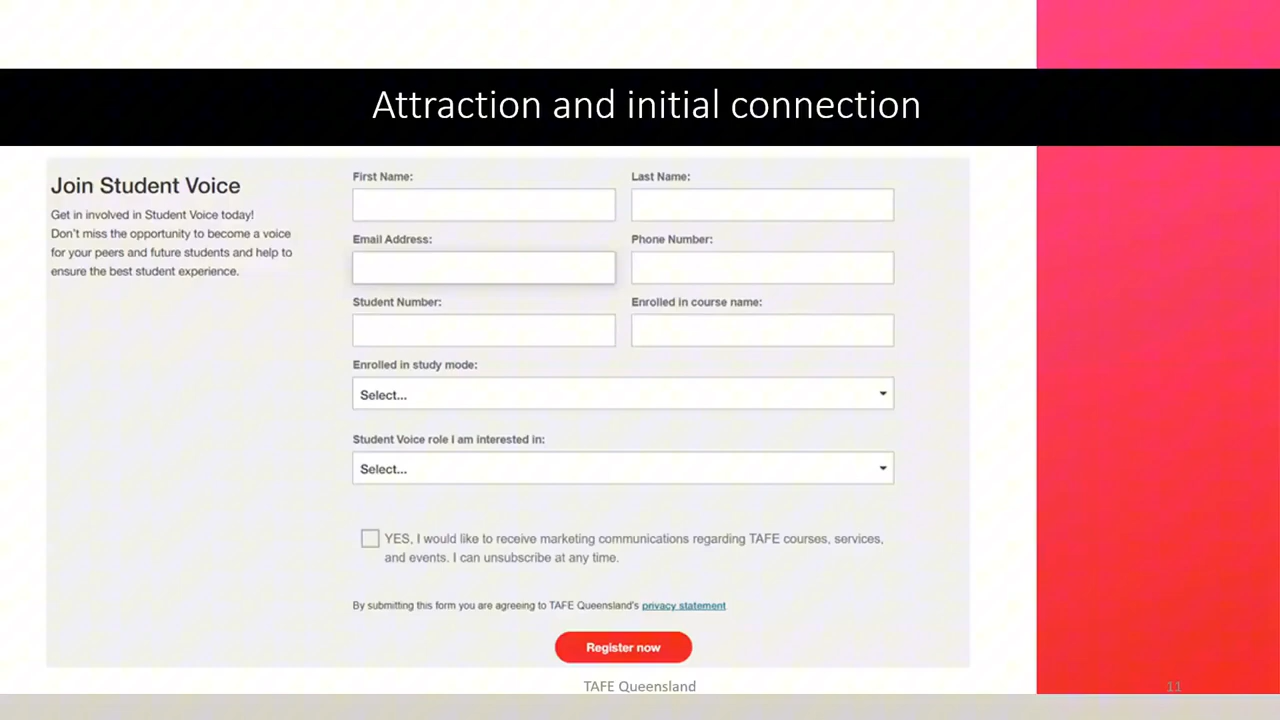 Attraction and initial connection
Join Student Voice
Get in involved in Student Voice today!
Don't miss the opportunity to become a voice
for your peers and future students and help to
ensure the best student experience.
First Name:
Last Name:
Email Address:
Phone Number:
Student Number:
Enrolled in course name:
Enrolled in study mode:
Select...
Student Voice role I am interested in:
Select...
YES, I would like to receive marketing communications regarding TAFE courses, services,
and events. I can unsubscribe at any time.
By submitting this form you are agreeing to TAFE Queensland's privacy statement
Register now
TAFE Queensland
11